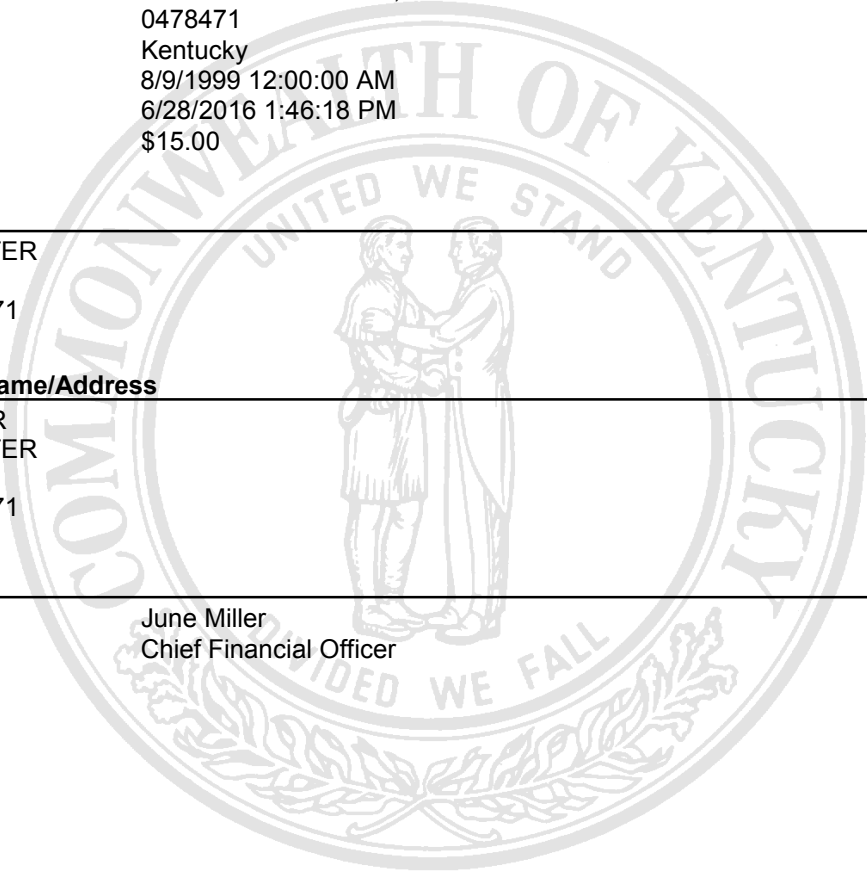 0478471
Kentucky
8/9/1999 12:00:00 AM
6/28/2016 1:46:18 PM
$15.00
COMMONWEALTH OF KENTUCKY
UNITED WE STAND
ER
71
ame/Address
R
ER
71
June Miller
Chief Financial Officer
DIVIDED WE FALL